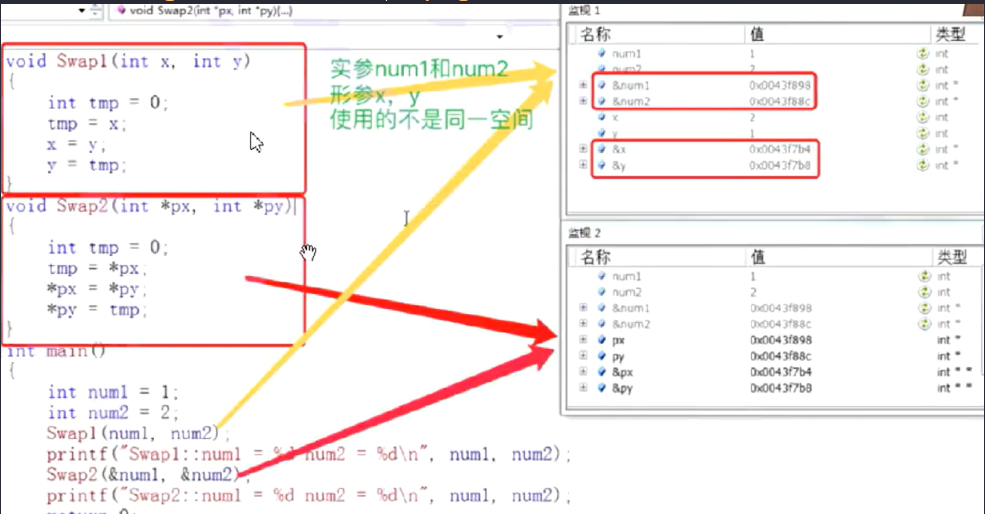 void Swap2(int *px, int *py){...}
void Swap1(int x, int y)
{
int tmp = 0;
tmp = x;
x = y;
y = tmp;
}
void Swap2(int *px, int *py)
{
int tmp = 0;
tmp = *px;
*px = *py;
*py = tmp;
}
int main()
{
int num1 = 1;
int num2 = 2;
Swap1(num1, num2);
printf("Swap1::num1 = %d num2 = %d\n", num1, num2);
Swap2(&num1, &num2);
printf("Swap2::num1 = %d num2 = %d\n", num1, num2);
return 0;
实参num1和num2
形参x，y
使用的不是同一空间
监视 1
名称 值 类型
num1 1 int
num2 2 int
&num1 0x0043f898 int *
&num2 0x0043f88c int *
x 2 int
y 1 int
&x 0x0043f7b4 int *
&y 0x0043f7b8 int *
监视 2
名称 值 类型
num1 1 int
num2 2 int
&num1 0x0043f898 int *
&num2 0x0043f88c int *
px 0x0043f898 int *
py 0x0043f88c int *
&px 0x0043f7b4 int * *
&py 0x0043f7b8 int * *